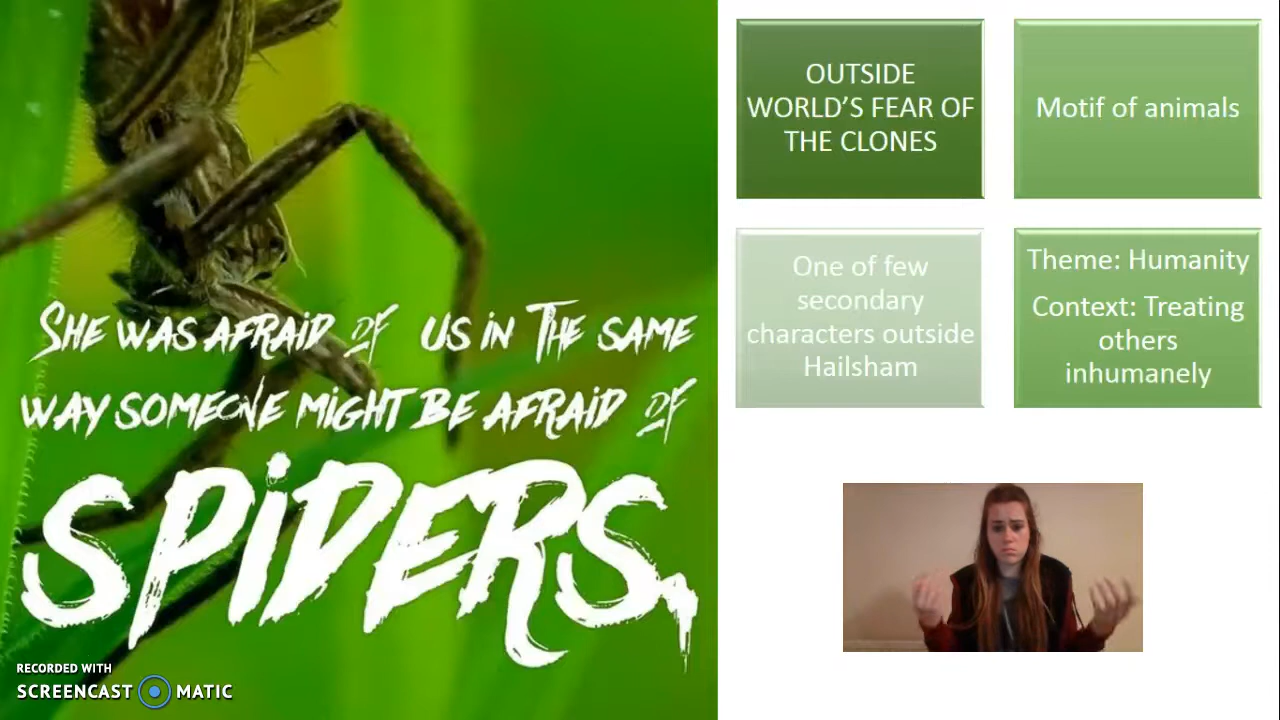 SHE WAS AFRAID OF US IN THE SAME
WAY SOMEONE MIGHT BE AFRAID OF
SPIDERS.
RECORDED WITH
SCREENCAST MATIC
OUTSIDE
WORLD'S FEAR OF
THE CLONES
Motif of animals
One of few
secondary
characters outside
Hailsham
Theme: Humanity
Context: Treating
others
inhumanely